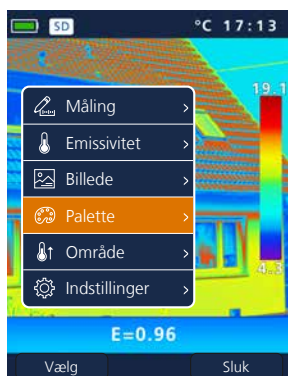 SD °C 17:13
19.1
Måling
Emissivitet
Billede
Palette
Område
Indstillinger
4.3
E=0.96
Vælg Sluk